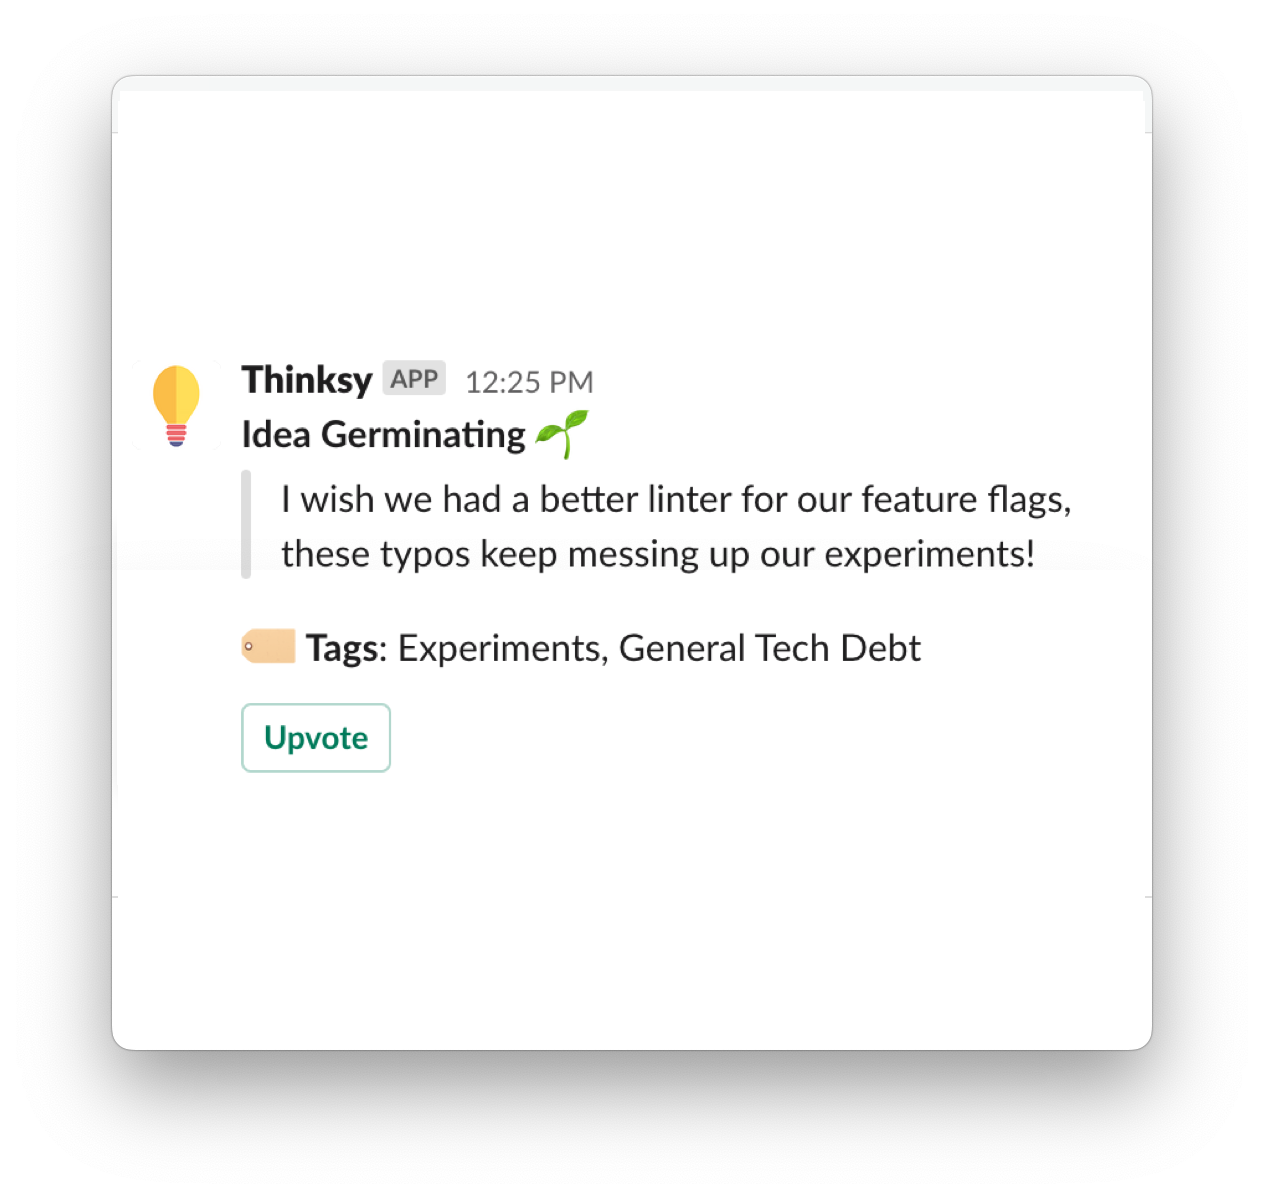 Thinksy APP 12:25 PM
Idea Germinating
I wish we had a better linter for our feature flags,
these typos keep messing up our experiments!
Tags: Experiments, General Tech Debt
Upvote